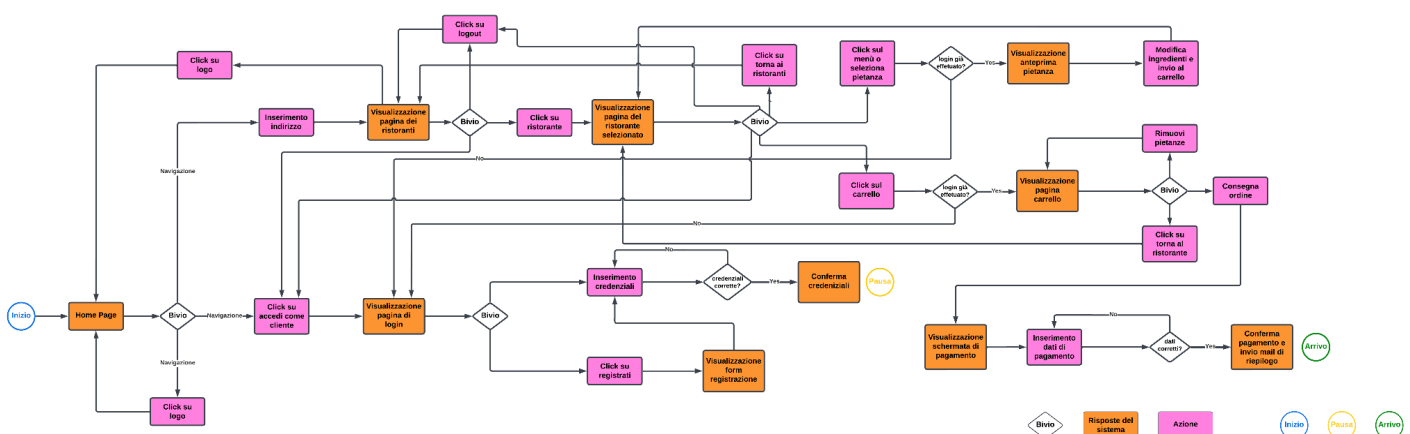 Click su
logout
Click su
logo
Click su
torna ai
ristoranti
Click sul
menù o
seleziona
pietanza
login già
effetuato?
Yes
Visualizzazione
anteprima
pietanza
Modifica
ingredienti e
invio al
carrello
Inserimento
indirizzo
Visualizzazione
pagina dei
ristoranti
Bivio
Click su
ristorante
Visualizzazione
pagina del
ristorante
selezionato
Bivio
Rimuovi
pietanze
No
Navigazione
Click sul
carrello
login già
effetuato?
Yes
Visualizzazione
pagina
carrello
Bivio
Consegna
ordine
No
Click su
torna al
ristorante
No
Inserimento
credenziali
credenziali
corrette?
Yes
Conferma
creden­iziali
Pausa
Inizio
Home Page
Bivio
Navigazione
Click su
accedi come
cliente
Visualizzazione
pagina di
login
Bivio
No
Visualizzazione
schermata di
pagamento
Inserimento
dati di
pagamento
dati
corretti?
Yes
Conferma
pagamento e
invio mail di
riepilogo
Arrivo
Navigazione
Click su
registrati
Visualizzazione
form
registrazione
Click su
logo
Bivio
Risposte del
sistema
Azione
Inizio
Pausa
Arrivo